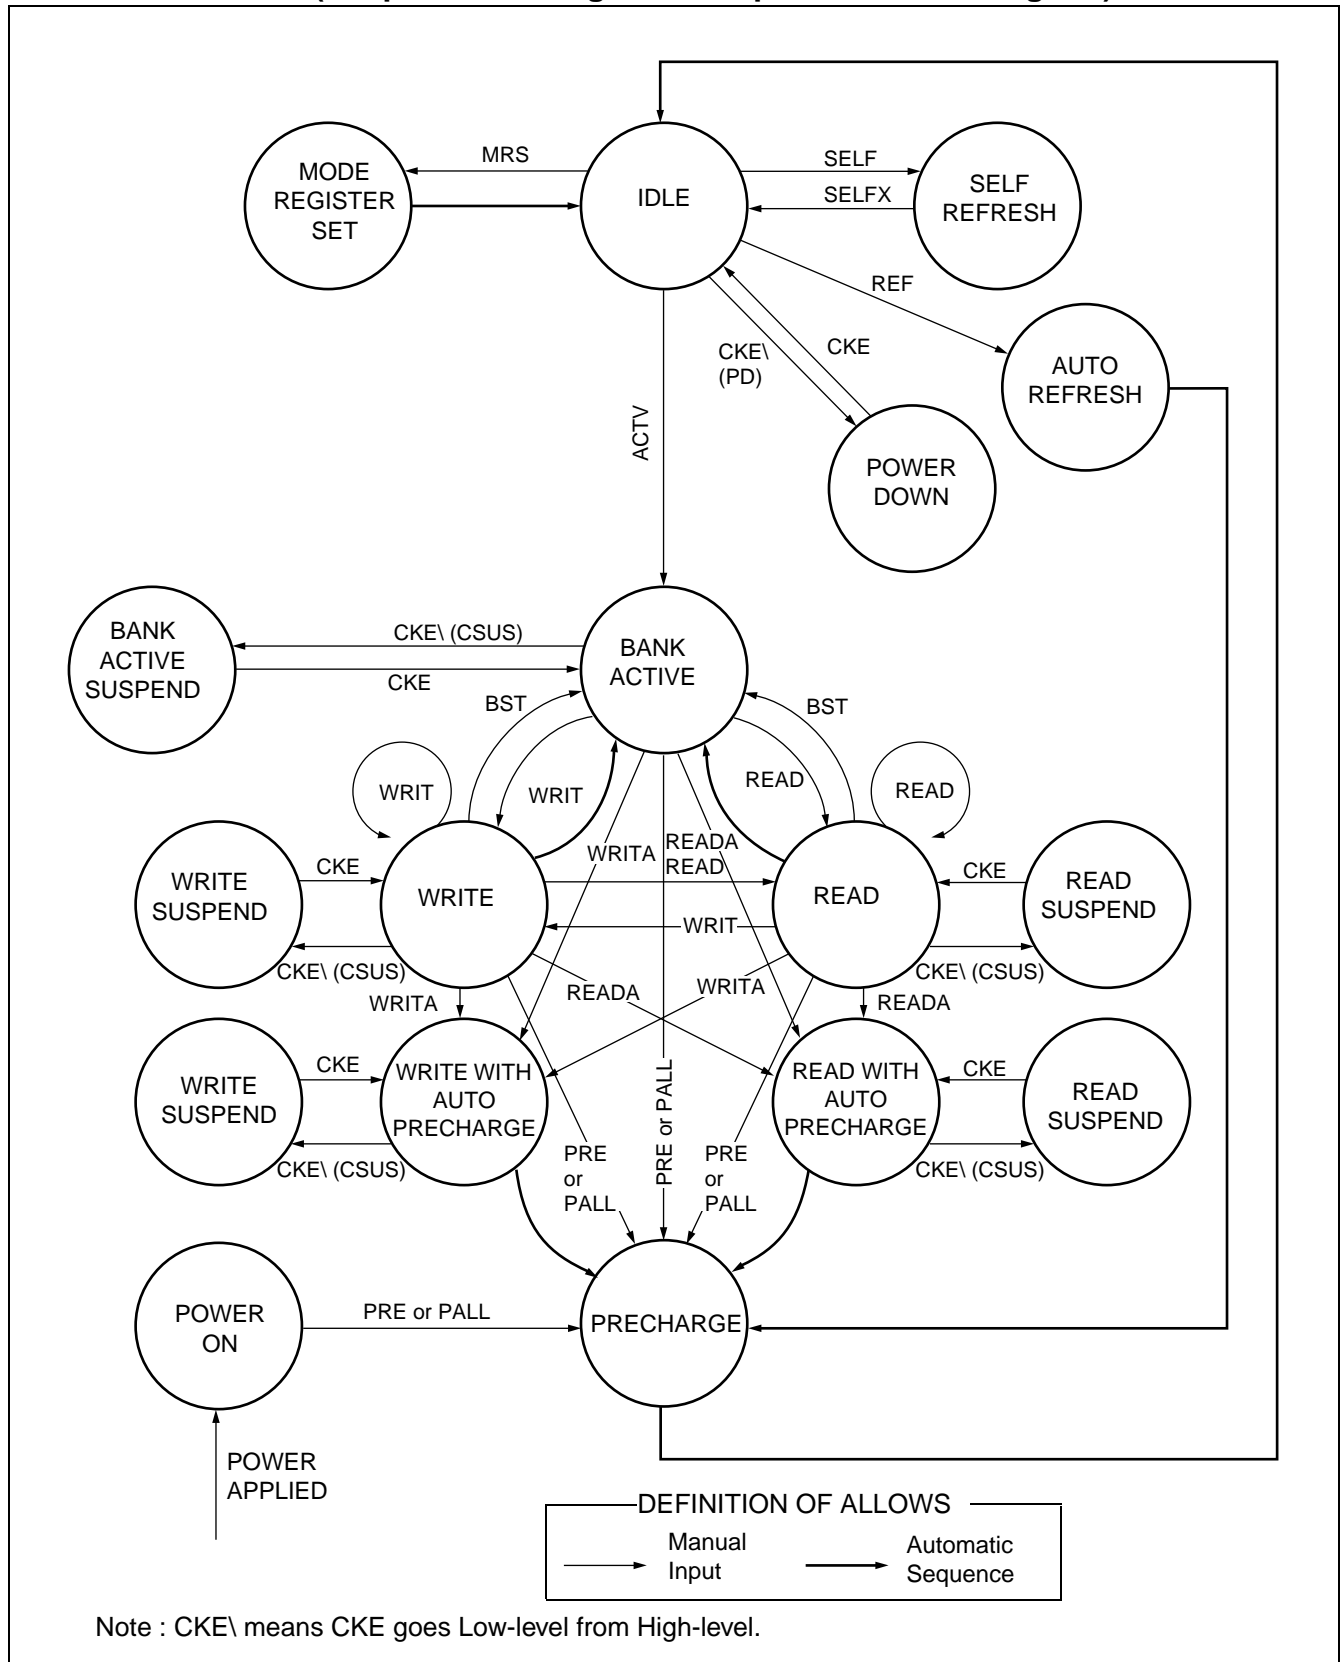 MRS
SELF
MODE
REGISTER
SET
IDLE
SELF
REFRESH
SELFX
REF
CKE\
(PD)
CKE
AUTO
REFRESH
ACTV
POWER
DOWN
BANK
ACTIVE
SUSPEND
CKE\ (CSUS)
CKE
BANK
ACTIVE
BST
BST
WRIT
WRIT
READ
READ
WRITA
READA
READ
CKE
WRITE
SUSPEND
WRITE
READ
CKE
READ
SUSPEND
WRIT
CKE\ (CSUS)
CKE\ (CSUS)
WRITA
READA
WRITA
READA
CKE
WRITE
SUSPEND
WRITE WITH
AUTO
PRECHARGE
READ WITH
AUTO
PRECHARGE
CKE
READ
SUSPEND
CKE\ (CSUS)
CKE\ (CSUS)
PRE
or
PALL
PRE or PALL
PRE
or
PALL
POWER
ON
PRE or PALL
PRECHARGE
POWER
APPLIED
DEFINITION OF ALLOWS
Manual
Input
Automatic
Sequence
Note : CKE\ means CKE goes Low-level from High-level.